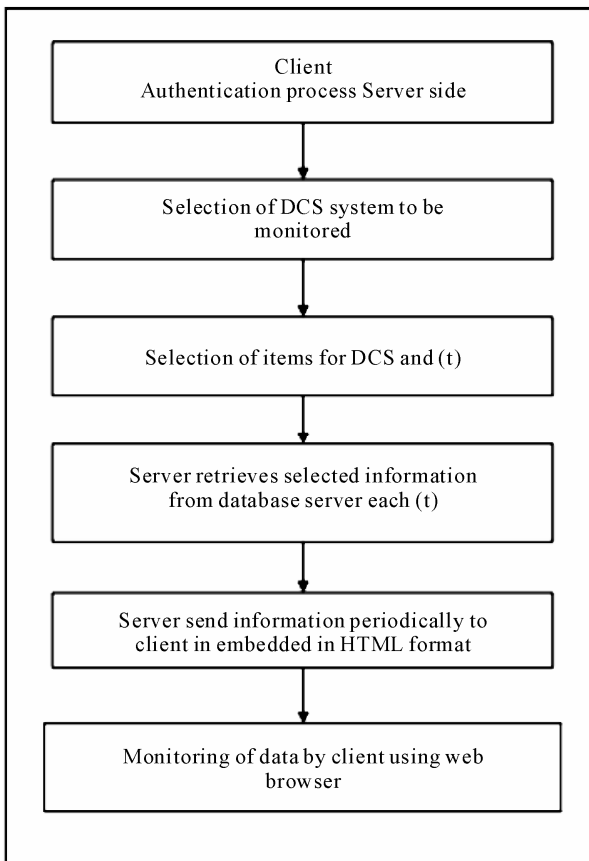 Client
Authentication process Server side
Selection of DCS system to be
monitored
Selection of items for DCS and (t)
Server retrieves selected information
from database server each (t)
Server send information periodically to
client in embedded in HTML format
Monitoring of data by client using web
browser